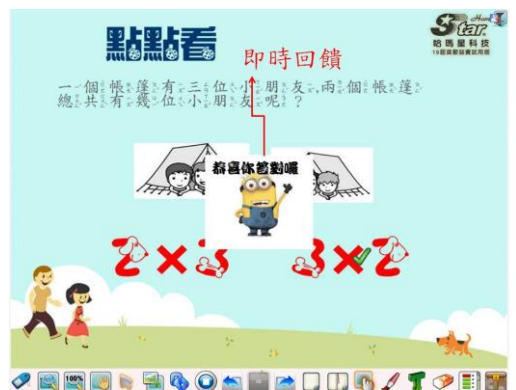 點點看
Star
哈瑪星科技
即時回饋
一個帳篷有三位小朋友,兩個帳篷
總共有幾位小朋友呢?
恭喜你答對囉
2×3
3×2
100%
T